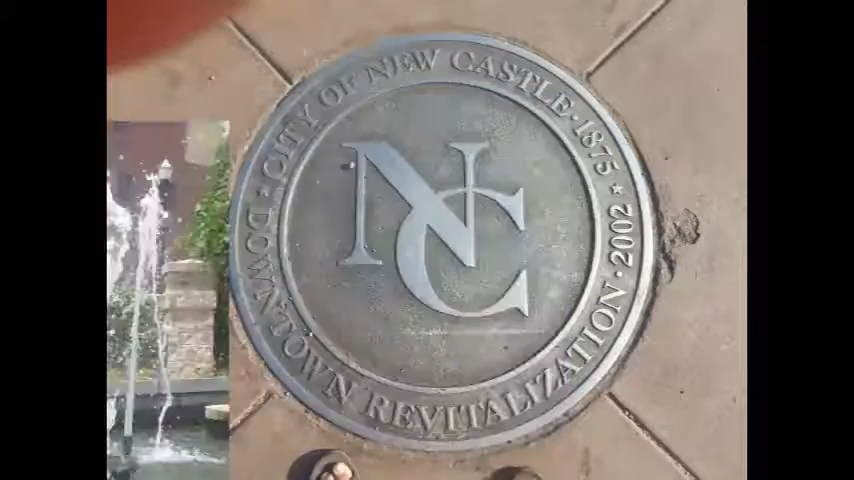 CITY OF NEW CASTLE · 1875
DOWNTOWN REVITALIZATION · 2002
NC